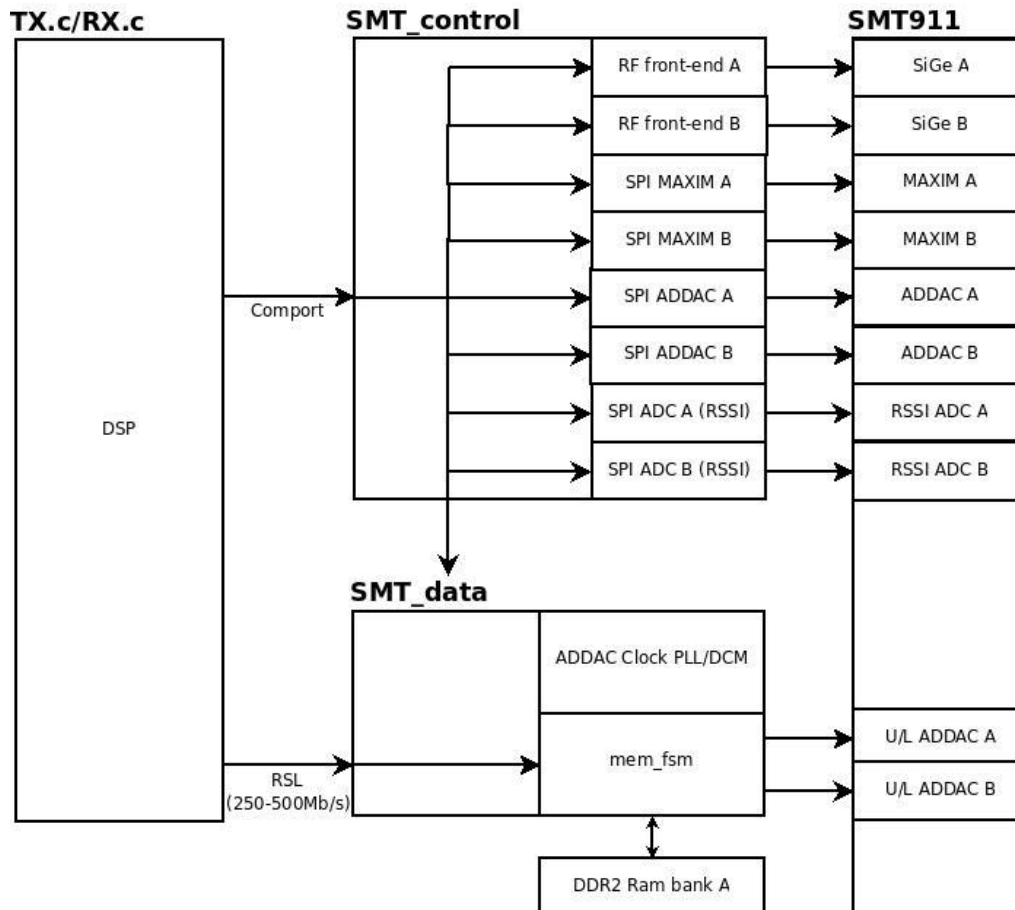 TX.c/RX.c
SMT_control
SMT911
RF front-end A
SiGe A
RF front-end B
SiGe B
SPI MAXIM A
MAXIM A
SPI MAXIM B
MAXIM B
Comport
SPI ADDAC A
ADDAC A
SPI ADDAC B
ADDAC B
DSP
SPI ADC A (RSSI)
RSSI ADC A
SPI ADC B (RSSI)
RSSI ADC B
SMT_data
ADDAC Clock PLL/DCM
RSL
(250-500Mb/s)
mem_fsm
U/L ADDAC A
U/L ADDAC B
DDR2 Ram bank A